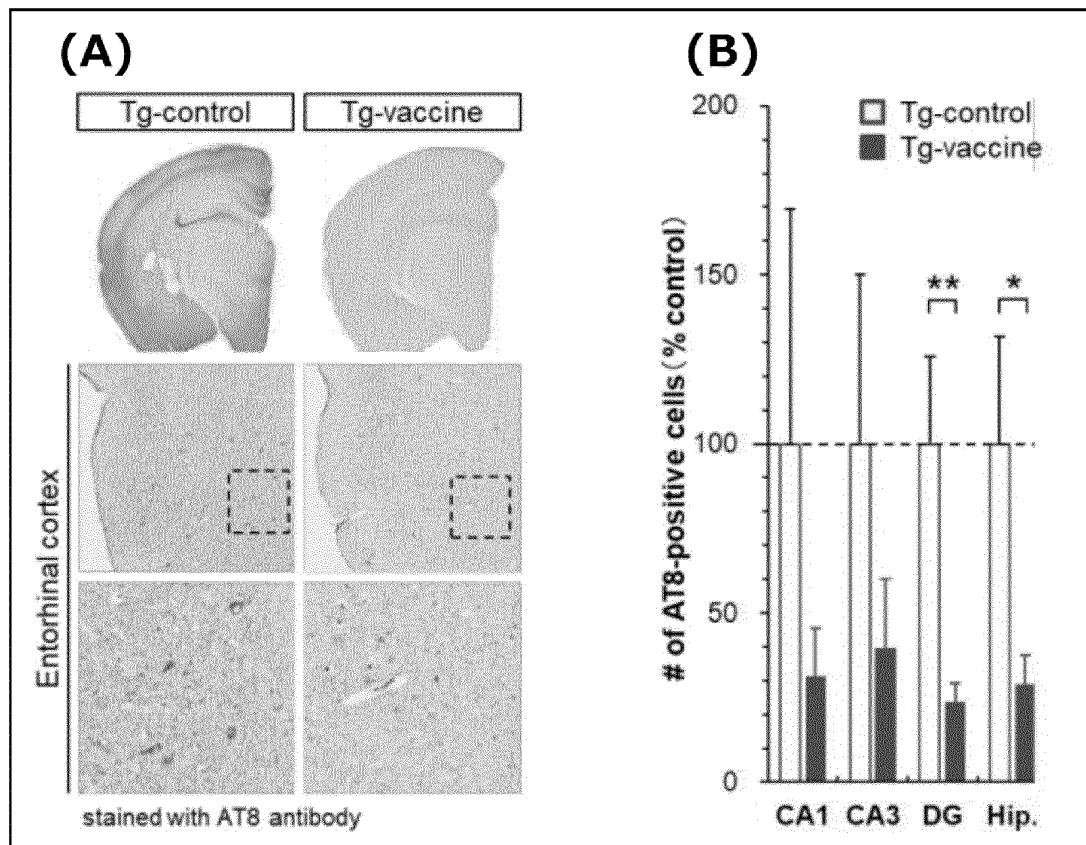 (A)
Tg-control
Tg-vaccine
Entorhinal cortex
stained with AT8 antibody
(B)
# of AT8-positive cells (% control)
200
150
100
50
0
Tg-control
Tg-vaccine
**
*
CA1 CA3 DG Hip.